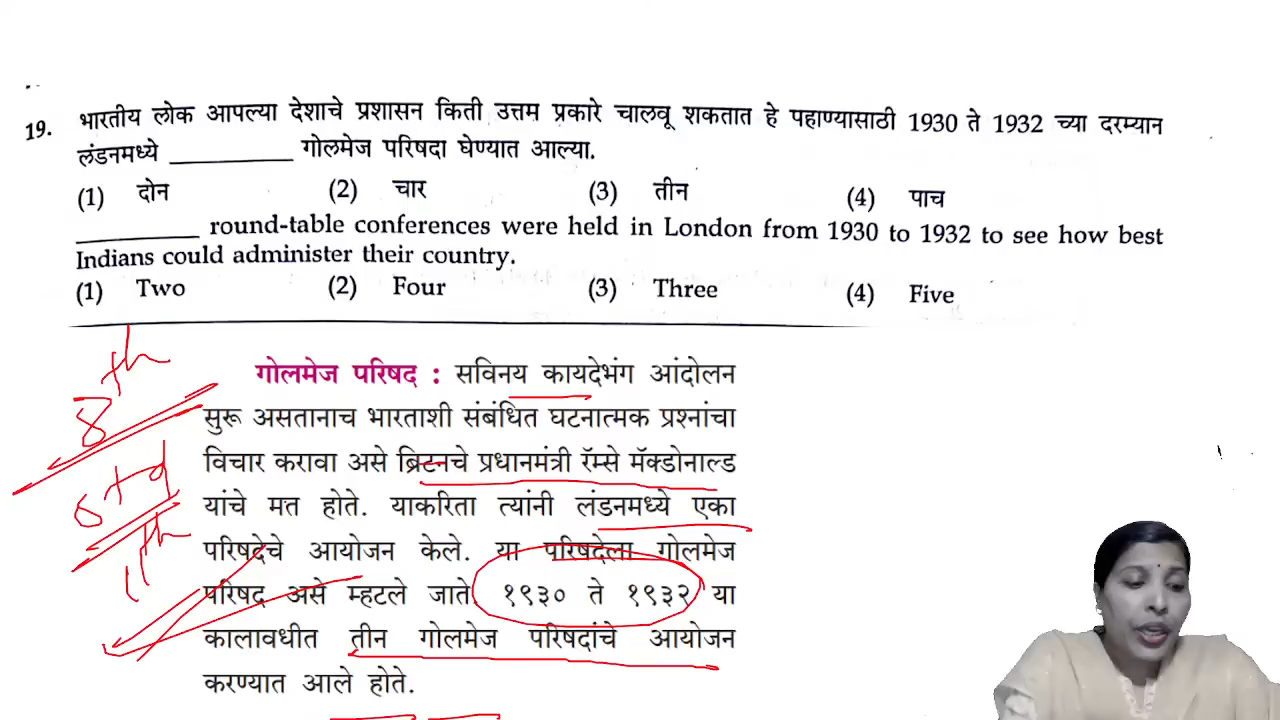 19. भारतीय लोक आपल्या देशाचे प्रशासन किती उत्तम प्रकारे चालवू शकतात हे पहाण्यासाठी 1930 ते 1932 च्या दरम्यान
लंडनमध्ये __________ गोलमेज परिषदा घेण्यात आल्या.
(1) दोन (2) चार (3) तीन (4) पाच
__________ round-table conferences were held in London from 1930 to 1932 to see how best
Indians could administer their country.
(1) Two (2) Four (3) Three (4) Five
8th
std
11th
गोलमेज परिषद : सविनय कायदेभंग आंदोलन
सुरू असतानाच भारताशी संबंधित घटनात्मक प्रश्नांचा
विचार करावा असे ब्रिटनचे प्रधानमंत्री रॅम्से मॅक्डोनाल्ड
यांचे मत होते. याकरिता त्यांनी लंडनमध्ये एका
परिषदेचे आयोजन केले. या परिषदेला गोलमेज
परिषद असे म्हटले जाते १९३० ते १९३२ या
कालावधीत तीन गोलमेज परिषदांचे आयोजन
करण्यात आले होते.